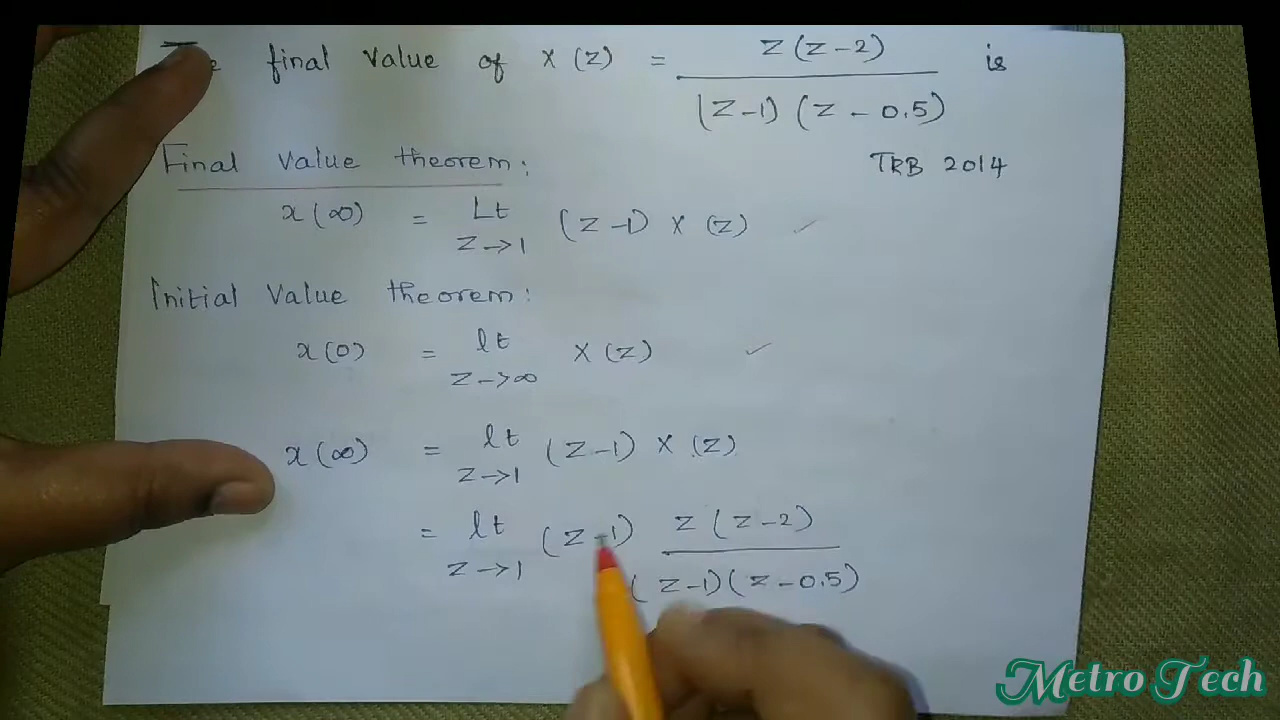 final value of X (z) = z(z-2) / (z-1)(z-0.5) is
TRB 2014
Final value theorem:
x(∞) = Lt z→1 (z-1) X (z) ✓
Initial Value theorem:
x(0) = lt z→∞ X(z) ✓
x(∞) = lt z→1 (z-1) X (z)
= lt z→1 (z-1) z(z-2) / (z-1)(z-0.5)
Metro Tech